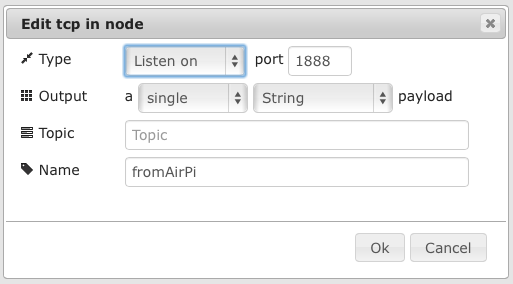 Edit tcp in node
Type Listen on port 1888
Output a single String payload
Topic Topic
Name fromAirPi
Ok Cancel